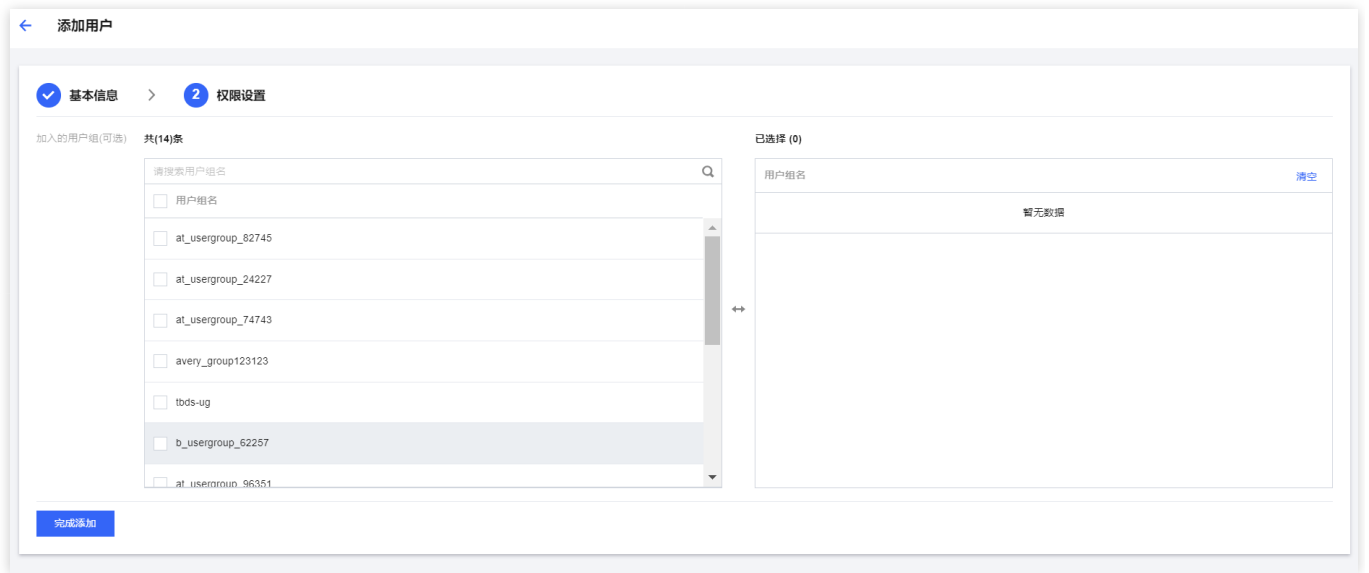 添加用户
基本信息
2 权限设置
加入的用户组(可选) 共(14)条
已选择 (0)
请搜索用户组名
用户组名
at_usergroup_82745
at_usergroup_24227
at_usergroup_74743
avery_group123123
tbds-ug
b_usergroup_62257
at_usergroup_96351
用户组名 清空
暂无数据
完成添加